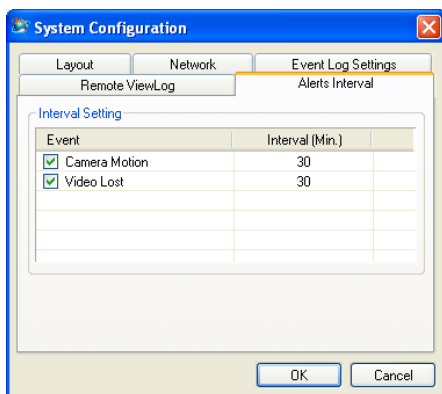 System Configuration
Layout Network Event Log Settings
Remote ViewLog Alerts Interval
Interval Setting
Event Interval (Min.)
Camera Motion 30
Video Lost 30
OK Cancel